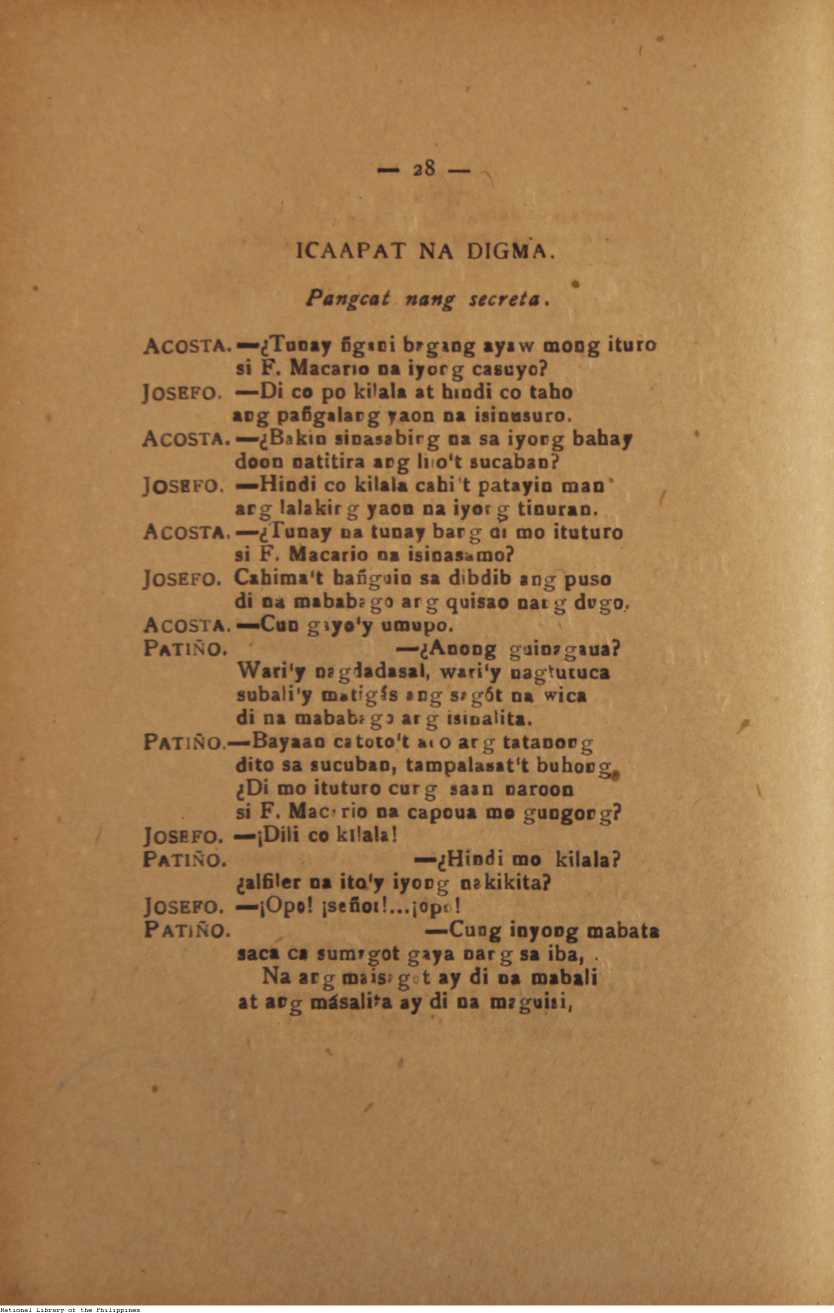 — 28 —
ICAAPAT NA DIGMA.
Pangcat nang secreta.
ACOSTA.—¿Tunay ñgani bagang ayaw mong ituro
si F. Macario na iyong casuyo?
JOSEFO. —Di co po kilala at hindi co taho
ang pañgalang yaon na isinusuro.
ACOSTA.—¿Bakin sinasabing na sa iyong bahay
doon natitira ang lilo't sucaban?
JOSEFO. —Hindi co kilala cahi't patayin man
ang lalaking yaon na iyong tinuran.
ACOSTA.—¿Tunay na tunay bang di mo ituturo
si F. Macario na isinasamo?
JOSEFO. Cahima't bañguin sa dibdib ang puso
di na mababago ang quisao nang dugo.
ACOSTA.—Cun gayo'y umupo.
PATIÑO. —¿Anong guinagaua?
Wari'y nagdadasal, wari'y nagtutuca
subali'y matigás ang sagót na wica
di na mababago ang isinalita.
PATIÑO.—Bayaan catoto't aco ang tatanong
dito sa sucuban, tampalasat't buhong,
¿Di mo ituturo cung saan naroon
si F. Macario na capoua mo gungong?
JOSEFO. —¡Dili co kilala!
PATIÑO. —¿Hindi mo kilala?
¿alfiler na ito'y iyong nakikita?
JOSEFO. —¡Opo! ¡señor!...¡opo!
PATIÑO. —Cung inyong mabata
sacá ca sumagot gaya nang sa iba,
Na ang maisagot ay di na mabali
at ang másalita ay di na maguisi,
National Library of the Philippines